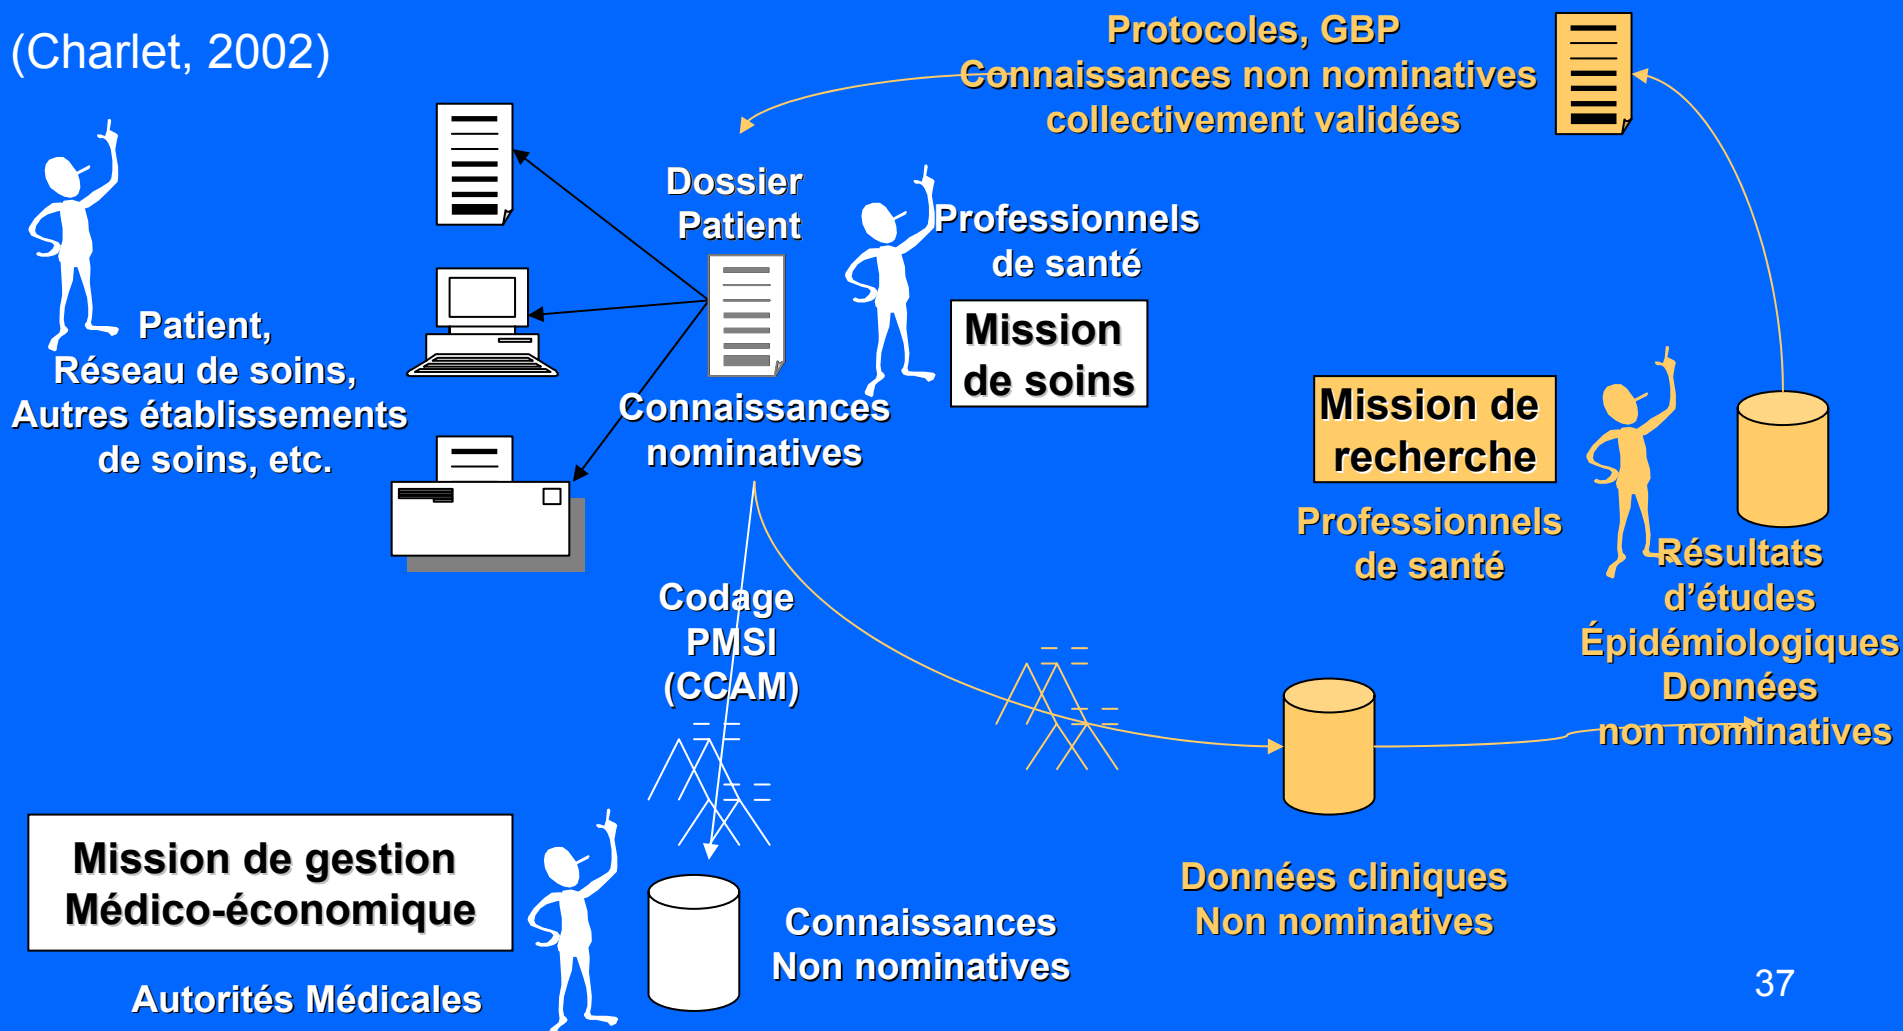 (Charlet, 2002)
Protocoles, GBP
Connaissances non nominatives
collectivement validées
Dossier
Patient
Professionnels
de santé
Mission
de soins
Patient,
Réseau de soins,
Autres établissements
de soins, etc.
Connaissances
nominatives
Mission de
recherche
Professionnels
de santé
Résultats
d’études
Épidémiologiques
Données
non nominatives
Codage
PMSI
(CCAM)
Mission de gestion
Médico-économique
Autorités Médicales
Connaissances
Non nominatives
Données cliniques
Non nominatives
37